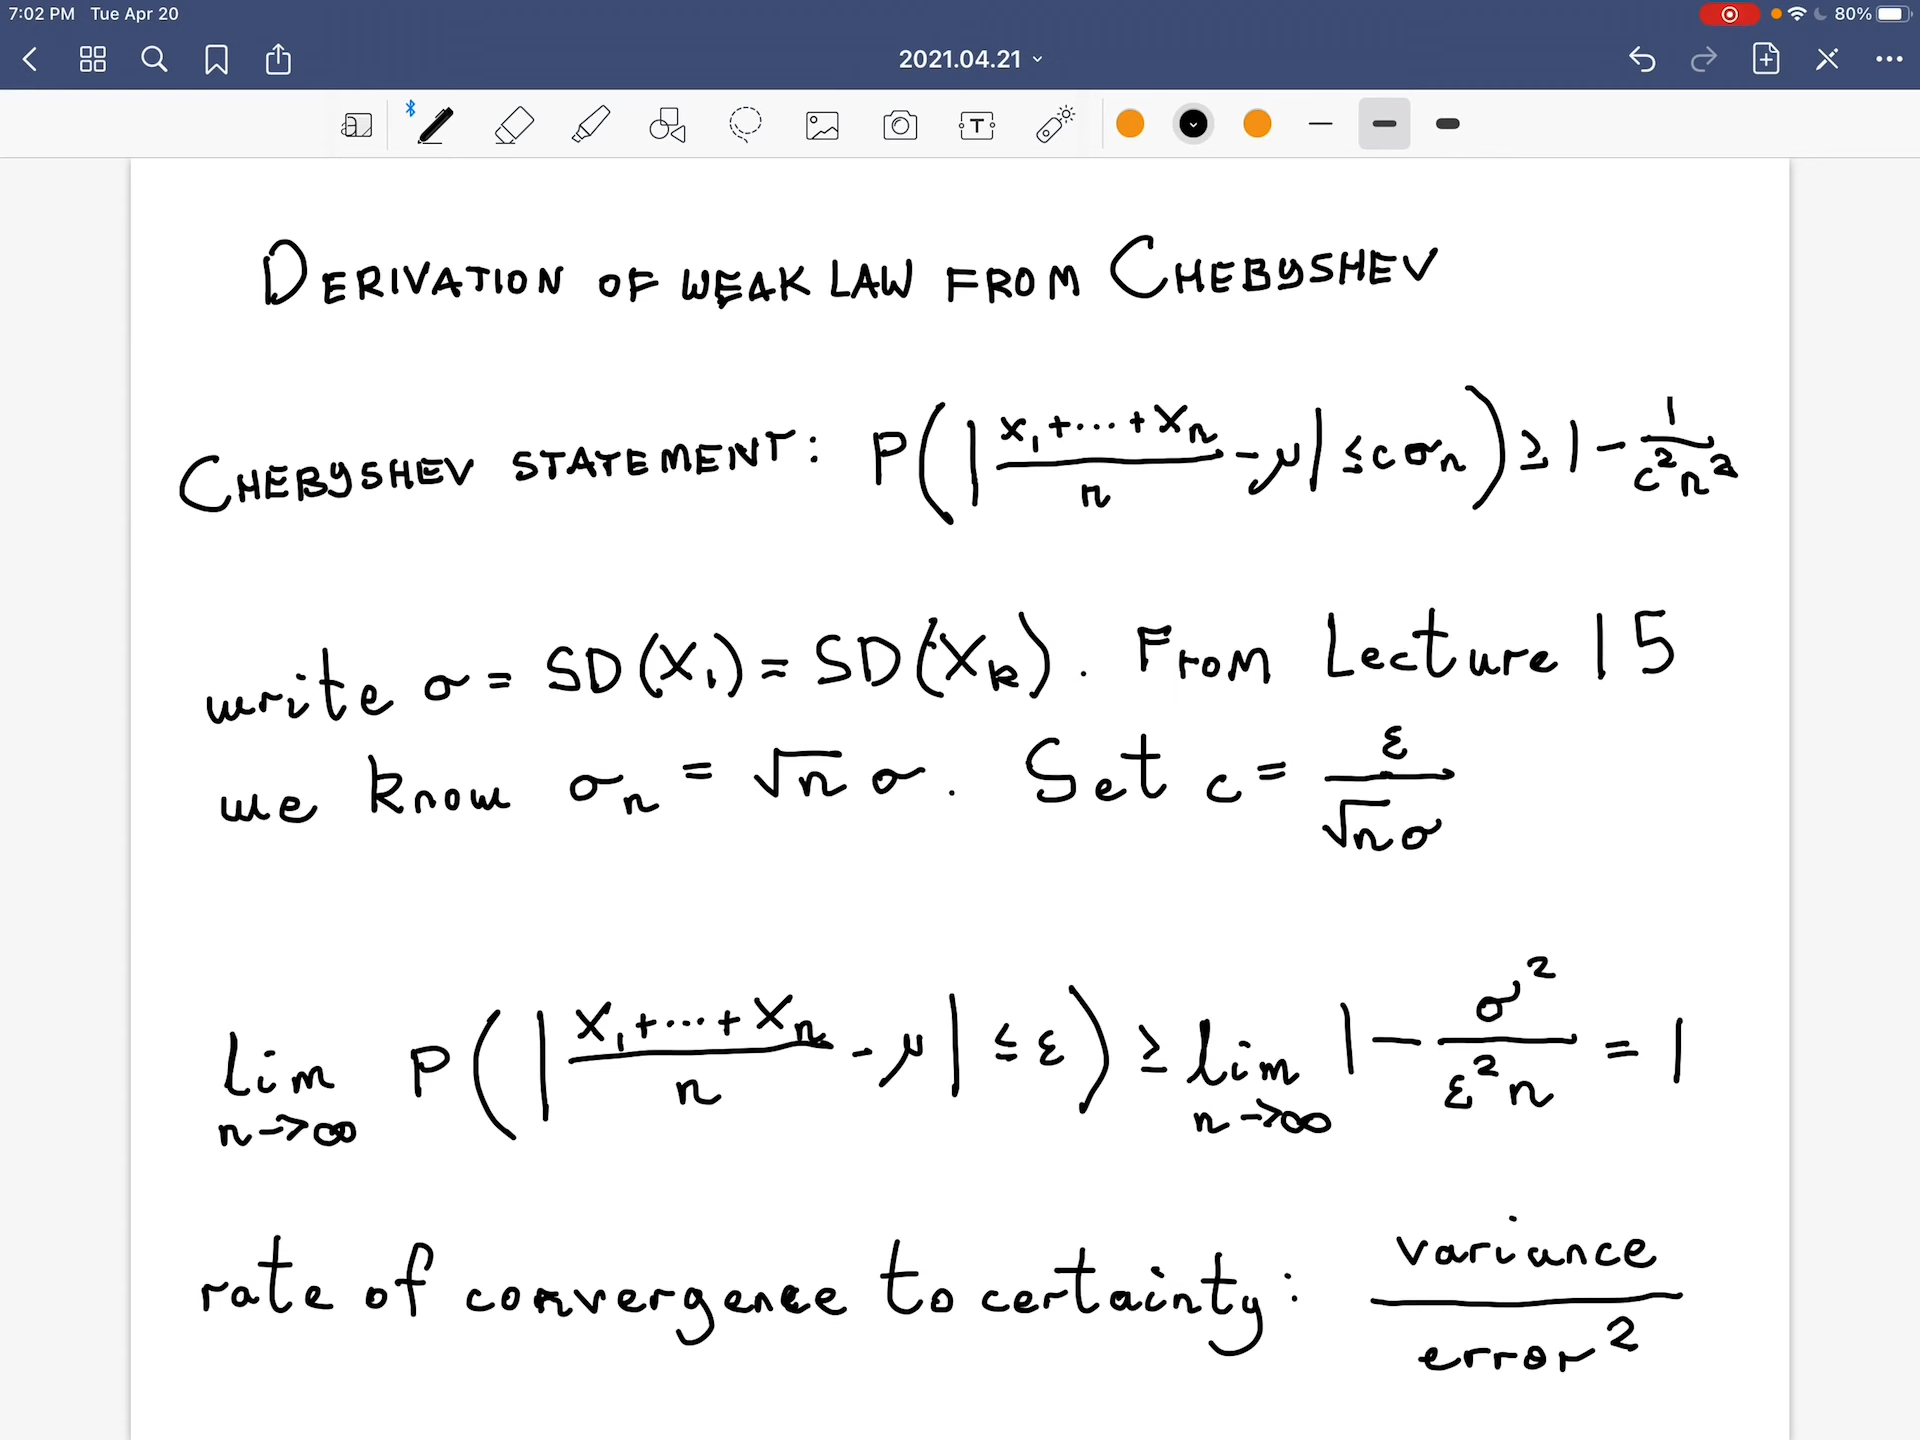 7:02 PM Tue Apr 20 80%
2021.04.21
DERIVATION OF WEAK LAW FROM CHEBYSHEV
CHEBYSHEV STATEMENT: P(|(X₁+⋯+Xₙ)/n − μ| ≤ cσₙ) ≥ 1 − 1/(c²n²)
write σ = SD(X₁) = SD(Xₖ). From Lecture 15
we know σₙ = √n σ. Set c = ε/(√n σ)
lim n→∞ P(|(X₁+⋯+Xₙ)/n − μ| ≤ ε) ≥ lim n→∞ 1 − σ²/(ε²n) = 1
rate of convergence to certainty: variance/error²